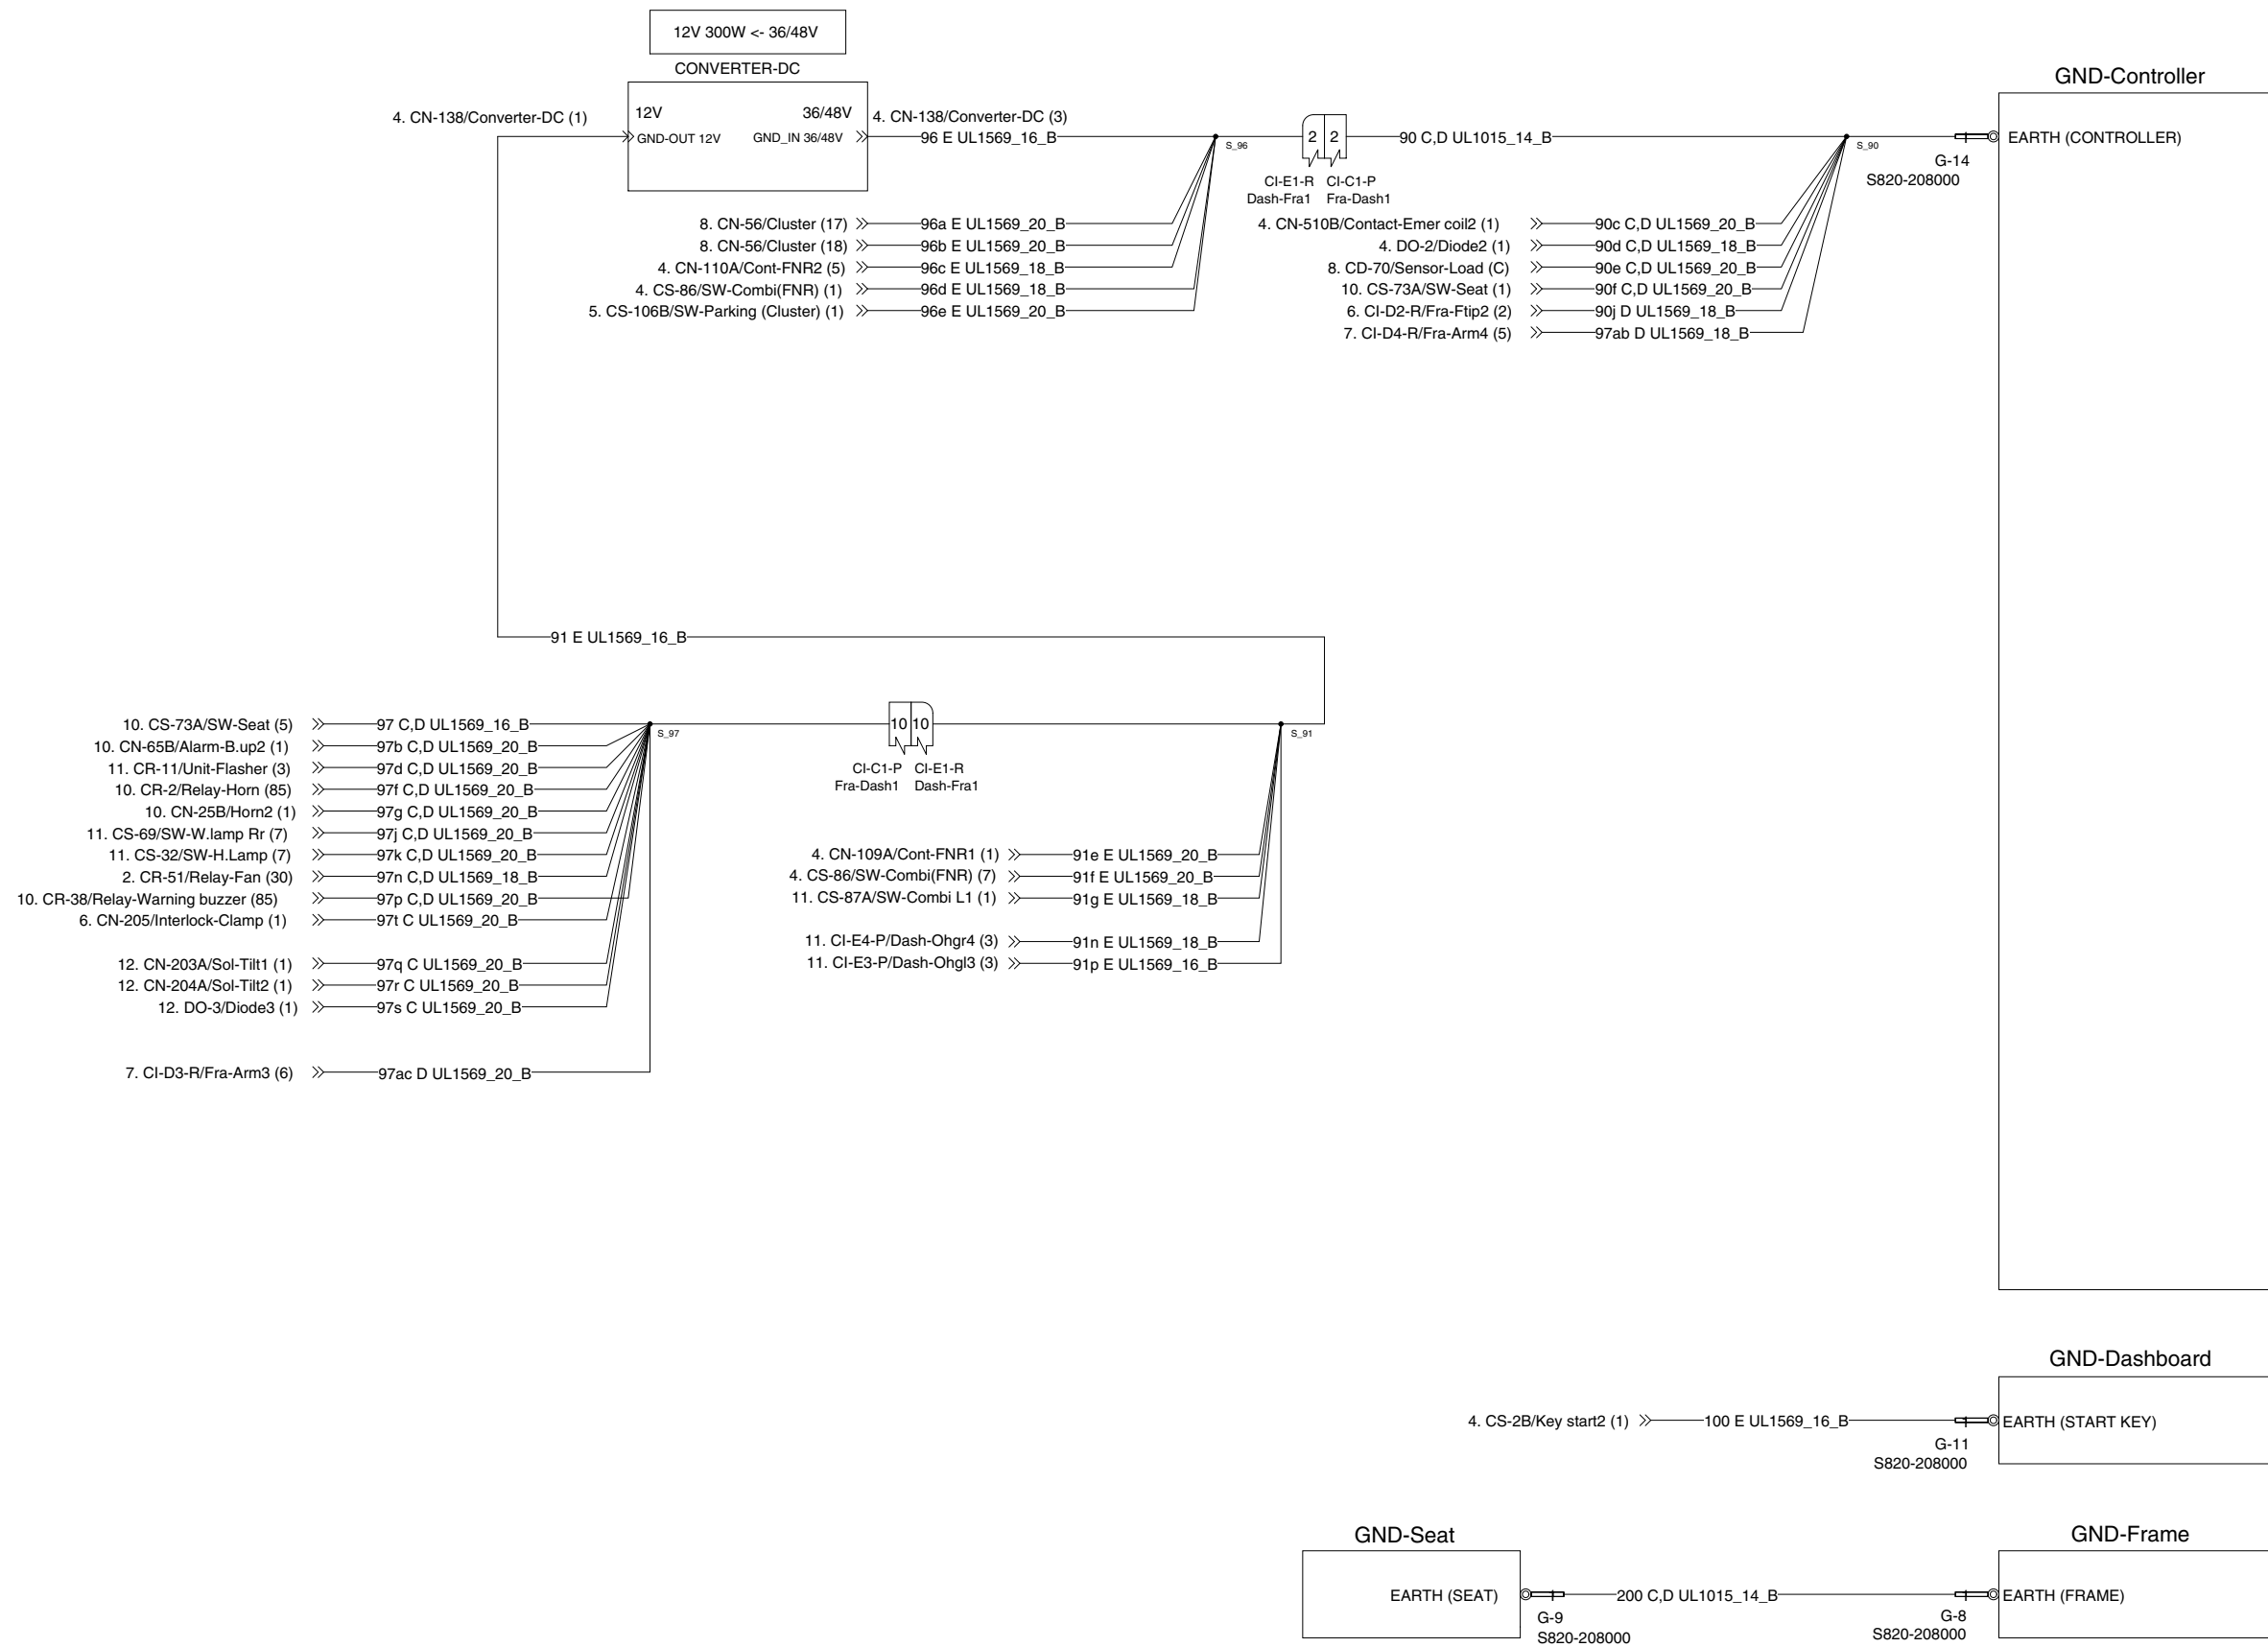 12V 300W <- 36/48V
CONVERTER-DC
4. CN-138/Converter-DC (1)
12V
36/48V
GND-OUT 12V
GND_IN 36/48V
4. CN-138/Converter-DC (3)
96 E UL1569_16_B
S_96
2 2
CI-E1-R CI-C1-P
Dash-Fra1 Fra-Dash1
90 C,D UL1015_14_B
S_90
G-14
S820-208000
GND-Controller
EARTH (CONTROLLER)
8. CN-56/Cluster (17) 96a E UL1569_20_B
8. CN-56/Cluster (18) 96b E UL1569_20_B
4. CN-110A/Cont-FNR2 (5) 96c E UL1569_18_B
4. CS-86/SW-Combi(FNR) (1) 96d E UL1569_18_B
5. CS-106B/SW-Parking (Cluster) (1) 96e E UL1569_20_B
4. CN-510B/Contact-Emer coil2 (1) 90c C,D UL1569_20_B
4. DO-2/Diode2 (1) 90d C,D UL1569_18_B
8. CD-70/Sensor-Load (C) 90e C,D UL1569_20_B
10. CS-73A/SW-Seat (1) 90f C,D UL1569_20_B
6. CI-D2-R/Fra-Ftip2 (2) 90j D UL1569_18_B
7. CI-D4-R/Fra-Arm4 (5) 97ab D UL1569_18_B
91 E UL1569_16_B
10. CS-73A/SW-Seat (5) 97 C,D UL1569_16_B
10. CN-65B/Alarm-B.up2 (1) 97b C,D UL1569_20_B
11. CR-11/Unit-Flasher (3) 97d C,D UL1569_20_B
10. CR-2/Relay-Horn (85) 97f C,D UL1569_20_B
10. CN-25B/Horn2 (1) 97g C,D UL1569_20_B
11. CS-69/SW-W.lamp Rr (7) 97j C,D UL1569_20_B
11. CS-32/SW-H.Lamp (7) 97k C,D UL1569_20_B
2. CR-51/Relay-Fan (30) 97n C,D UL1569_18_B
10. CR-38/Relay-Warning buzzer (85) 97p C,D UL1569_20_B
6. CN-205/Interlock-Clamp (1) 97t C UL1569_20_B
12. CN-203A/Sol-Tilt1 (1) 97q C UL1569_20_B
12. CN-204A/Sol-Tilt2 (1) 97r C UL1569_20_B
12. DO-3/Diode3 (1) 97s C UL1569_20_B
7. CI-D3-R/Fra-Arm3 (6) 97ac D UL1569_20_B
S_97
10 10
CI-C1-P CI-E1-R
Fra-Dash1 Dash-Fra1
S_91
4. CN-109A/Cont-FNR1 (1) 91e E UL1569_20_B
4. CS-86/SW-Combi(FNR) (7) 91f E UL1569_20_B
11. CS-87A/SW-Combi L1 (1) 91g E UL1569_18_B
11. CI-E4-P/Dash-Ohgr4 (3) 91n E UL1569_18_B
11. CI-E3-P/Dash-Ohgl3 (3) 91p E UL1569_16_B
GND-Dashboard
4. CS-2B/Key start2 (1) 100 E UL1569_16_B
EARTH (START KEY)
G-11
S820-208000
GND-Seat
EARTH (SEAT)
G-9
S820-208000
200 C,D UL1015_14_B
G-8
S820-208000
GND-Frame
EARTH (FRAME)